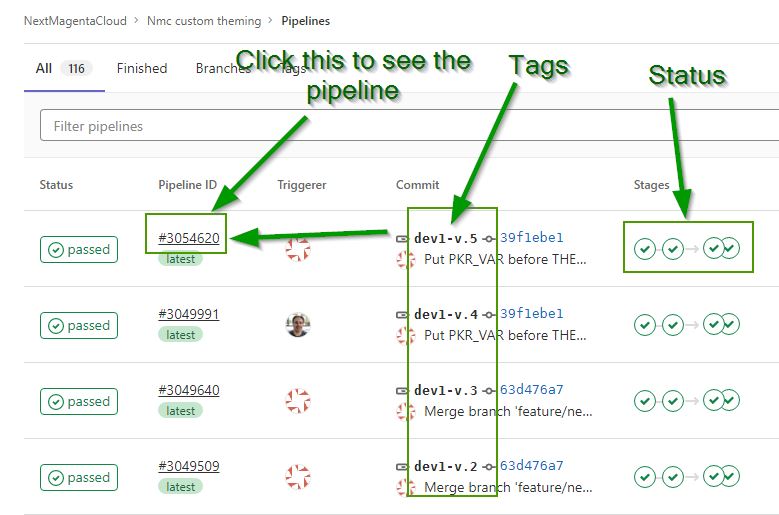 NextMagentaCloud › Nmc custom theming › Pipelines
All 116 Finished Branches Tags
Click this to see the
pipeline
Tags
Status
Filter pipelines
Status Pipeline ID Triggerer Commit Stages
passed #3054620 dev1-v.5 39f1ebe1
latest Put PKR_VAR before THE...
passed #3049991 dev1-v.4 39f1ebe1
latest Put PKR_VAR before THE...
passed #3049640 dev1-v.3 63d476a7
latest Merge branch 'feature/ne...
passed #3049509 dev1-v.2 63d476a7
latest Merge branch 'feature/ne...